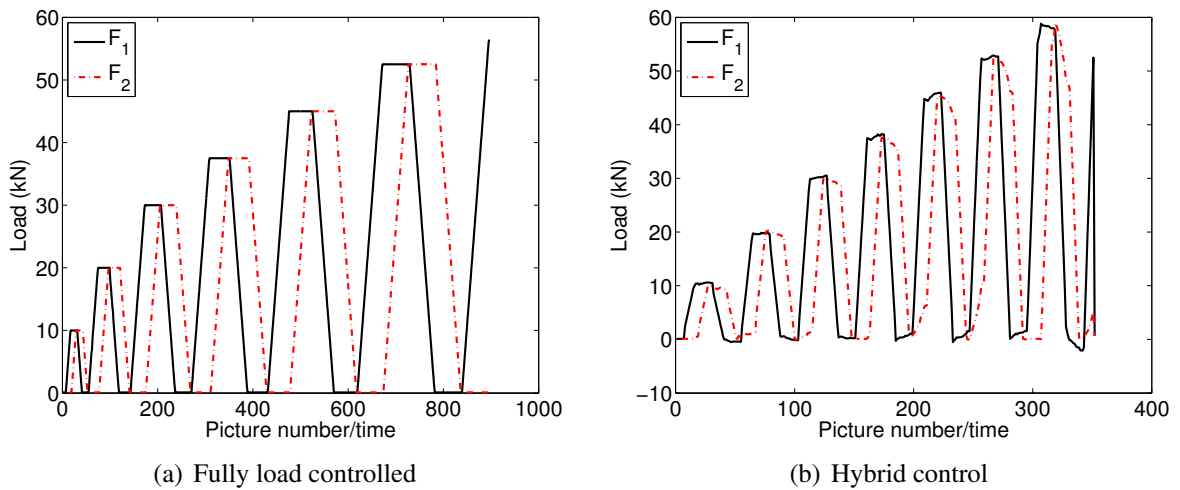 60
50
40
30
20
10
0
Load (kN)
F1
F2
0 200 400 600 800 1000
Picture number/time
(a) Fully load controlled
60
50
40
30
20
10
0
−10
Load (kN)
F1
F2
0 100 200 300 400
Picture number/time
(b) Hybrid control